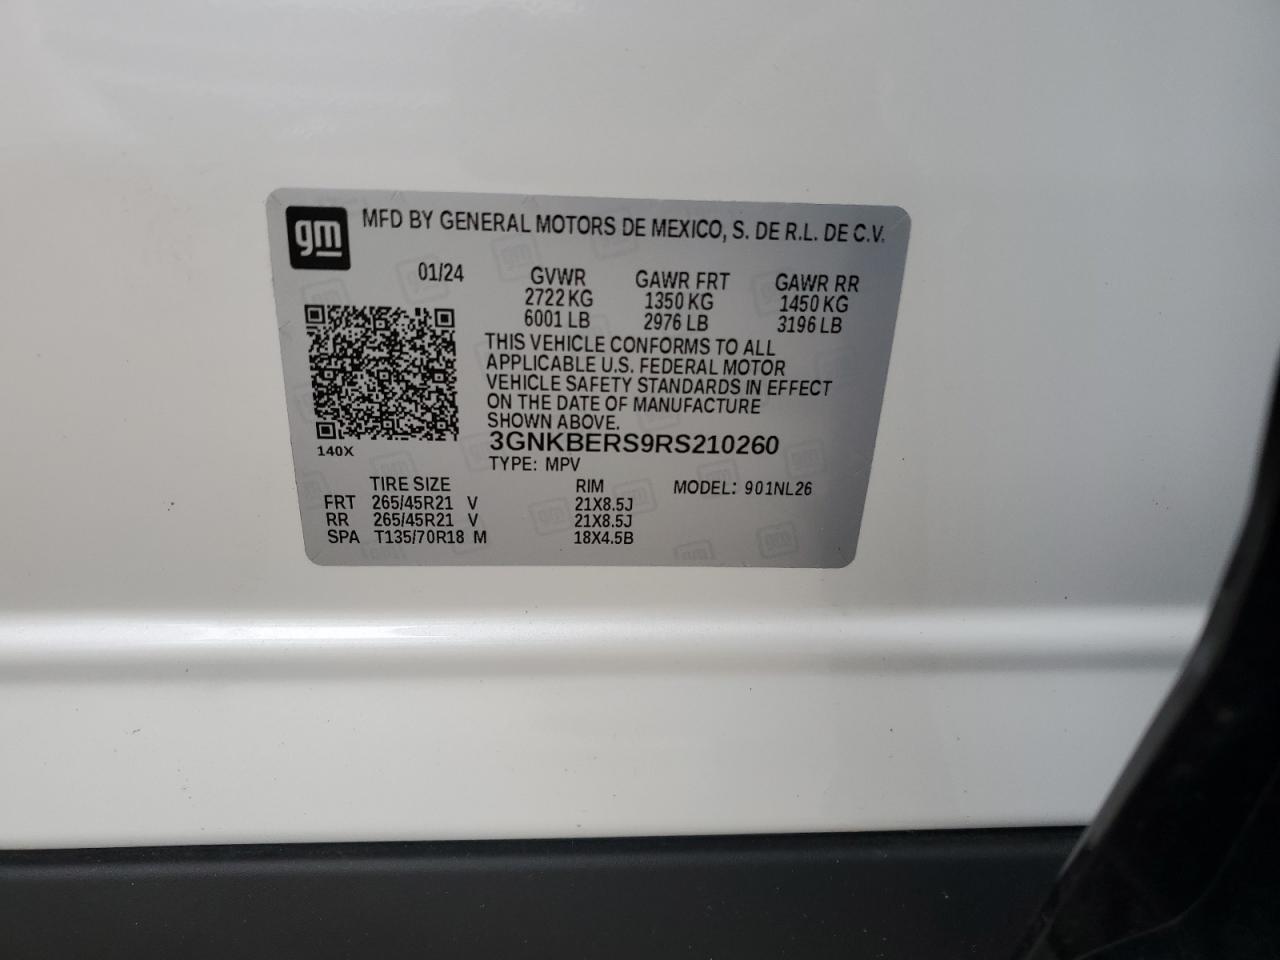 gm MFD BY GENERAL MOTORS DE MEXICO, S. DE R.L. DE C.V.
01/24 GVWR GAWR FRT GAWR RR
2722 KG 1350 KG 1450 KG
6001 LB 2976 LB 3196 LB
THIS VEHICLE CONFORMS TO ALL
APPLICABLE U.S. FEDERAL MOTOR
VEHICLE SAFETY STANDARDS IN EFFECT
ON THE DATE OF MANUFACTURE
SHOWN ABOVE.
3GNKBERS9RS210260
140X
TYPE: MPV
TIRE SIZE RIM MODEL: 901NL26
FRT 265/45R21 V 21X8.5J
RR 265/45R21 V 21X8.5J
SPA T135/70R18 M 18X4.5B